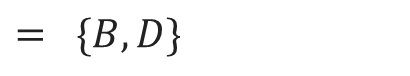 = {B, D}